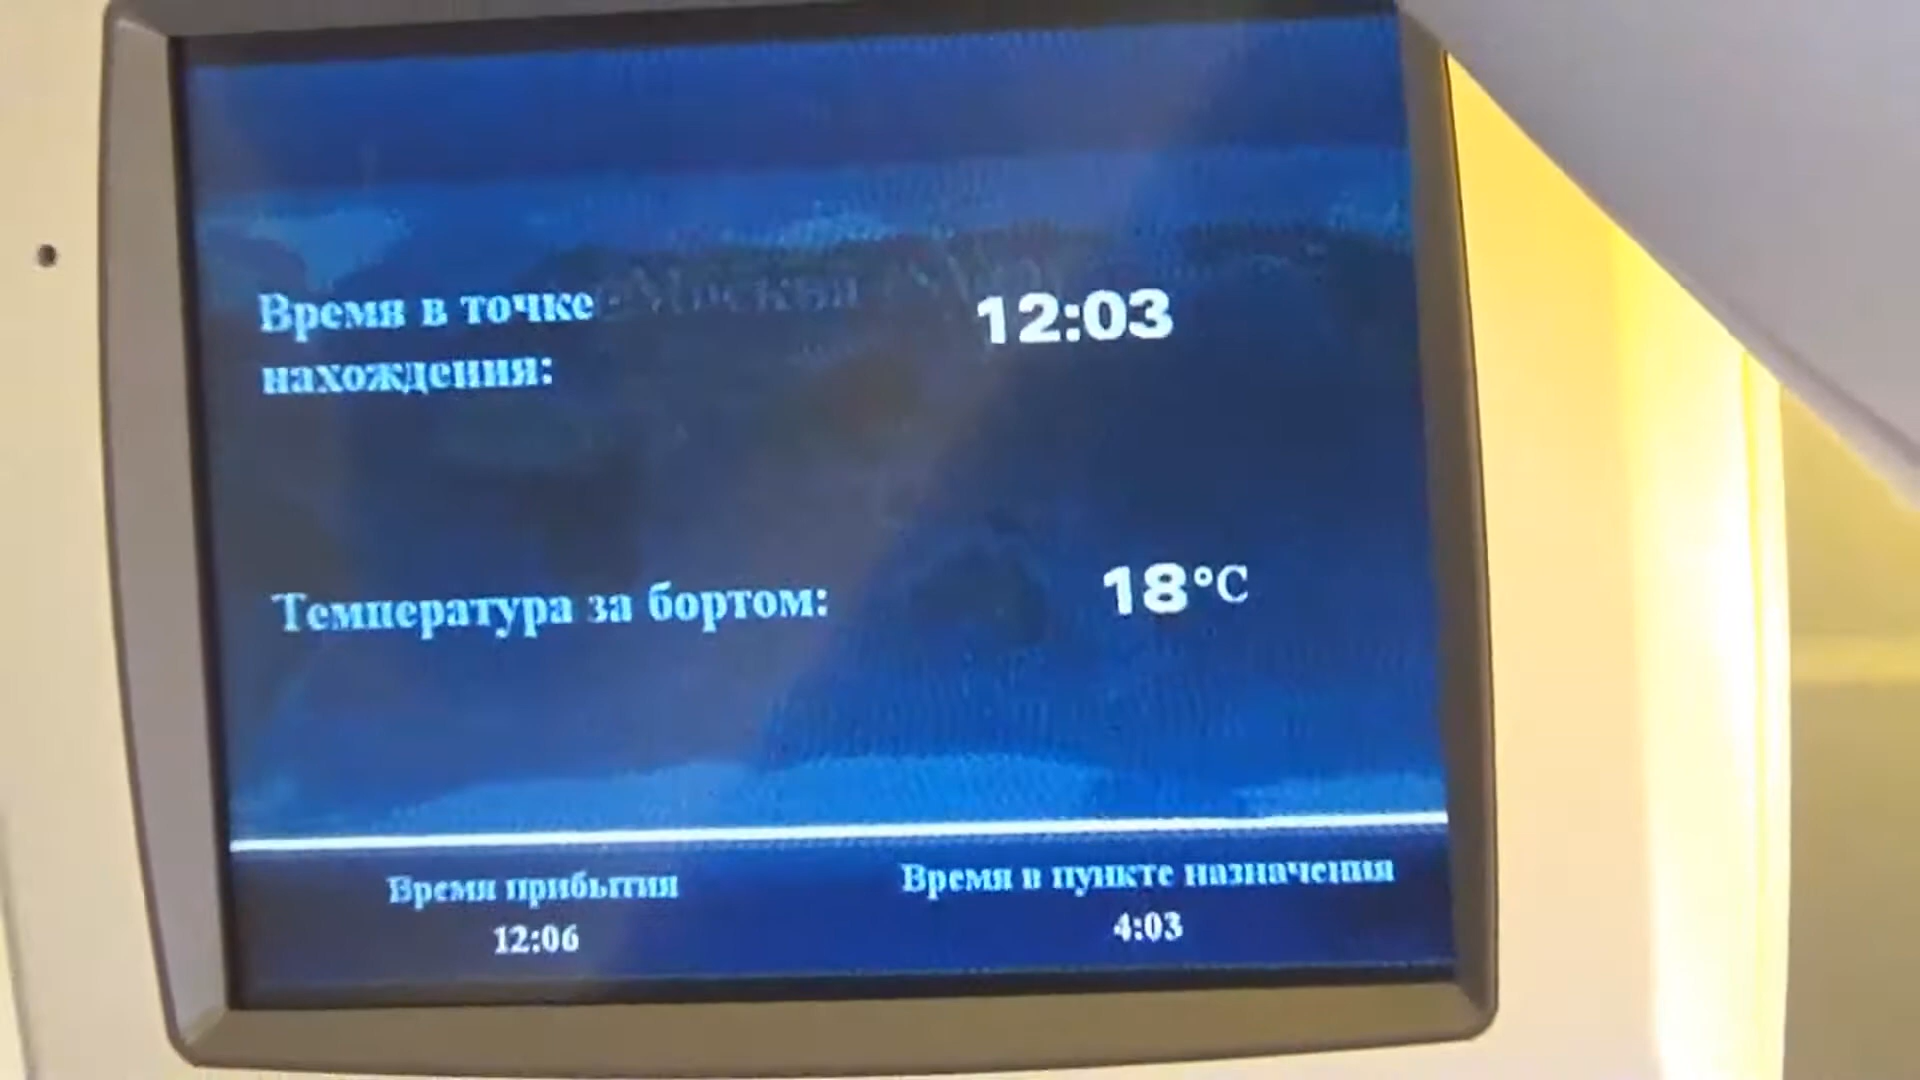 Время в точке 12:03
нахождения:
Температура за бортом: 18°C
Время прибытия Время в пункте назначения
12:06 4:03